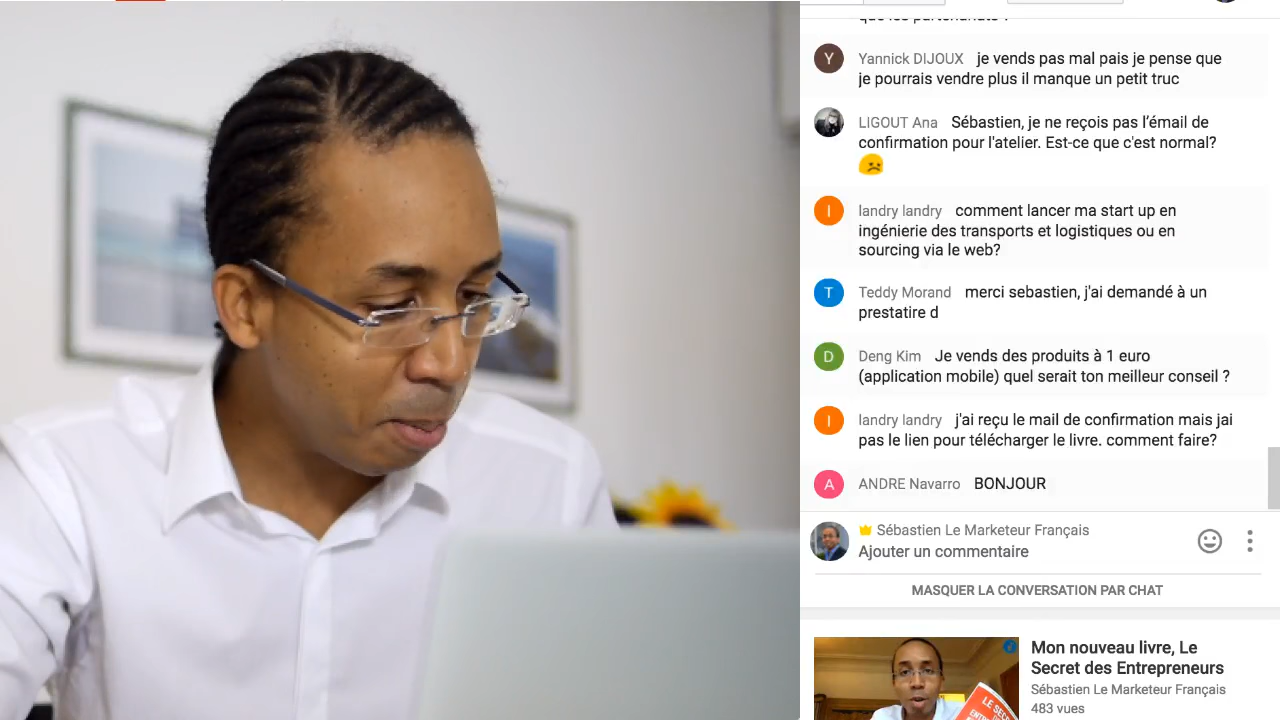 que les partenariats ?
Yannick DIJOUX je vends pas mal pais je pense que
je pourrais vendre plus il manque un petit truc
LIGOUT Ana Sébastien, je ne reçois pas l'émail de
confirmation pour l'atelier. Est-ce que c'est normal?
landry landry comment lancer ma start up en
ingénierie des transports et logistiques ou en
sourcing via le web?
Teddy Morand merci sebastien, j'ai demandé à un
prestatire d
Deng Kim Je vends des produits à 1 euro
(application mobile) quel serait ton meilleur conseil ?
landry landry j'ai reçu le mail de confirmation mais jai
pas le lien pour télécharger le livre. comment faire?
ANDRE Navarro BONJOUR
Sébastien Le Marketeur Français
Ajouter un commentaire
MASQUER LA CONVERSATION PAR CHAT
Mon nouveau livre, Le
Secret des Entrepreneurs
Sébastien Le Marketeur Français
483 vues
Y
I
T
D
I
A